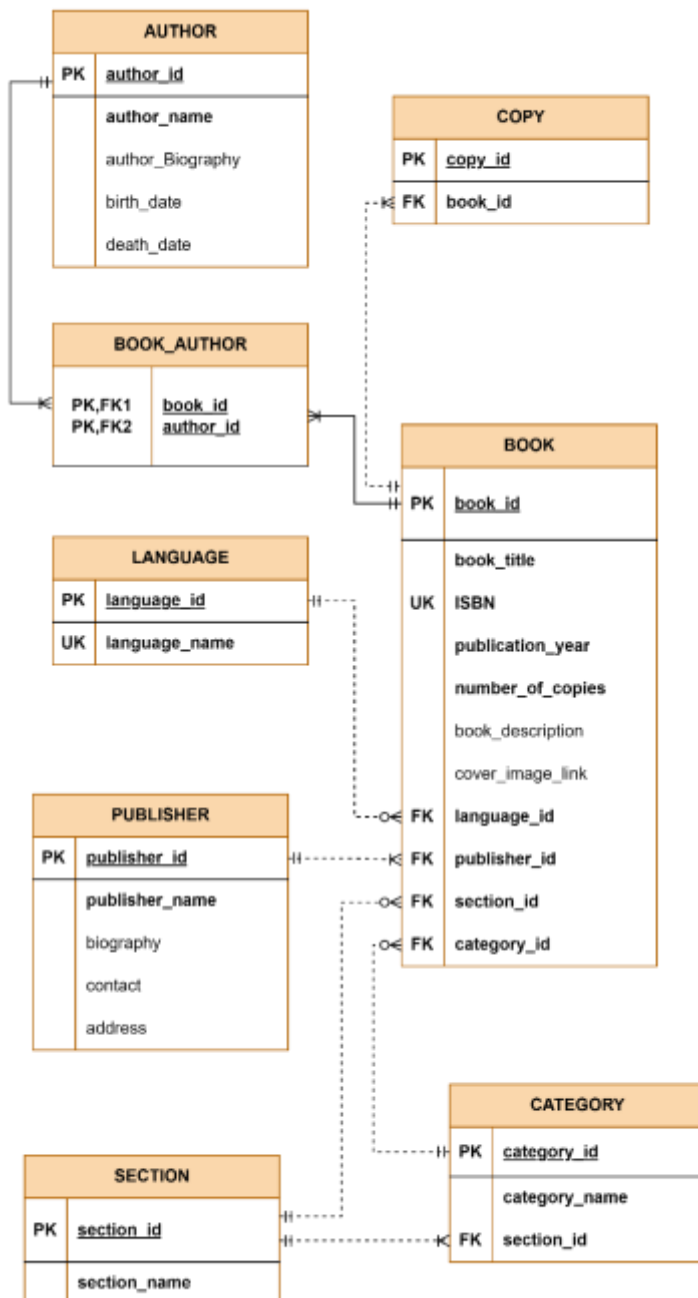 AUTHOR
PK author_id
author_name
author_Biography
birth_date
death_date
COPY
PK copy_id
FK book_id
BOOK_AUTHOR
PK,FK1 book_id
PK,FK2 author_id
BOOK
PK book_id
book_title
UK ISBN
publication_year
number_of_copies
book_description
cover_image_link
FK language_id
FK publisher_id
FK section_id
FK category_id
LANGUAGE
PK language_id
UK language_name
PUBLISHER
PK publisher_id
publisher_name
biography
contact
address
CATEGORY
PK category_id
category_name
FK section_id
SECTION
PK section_id
section_name